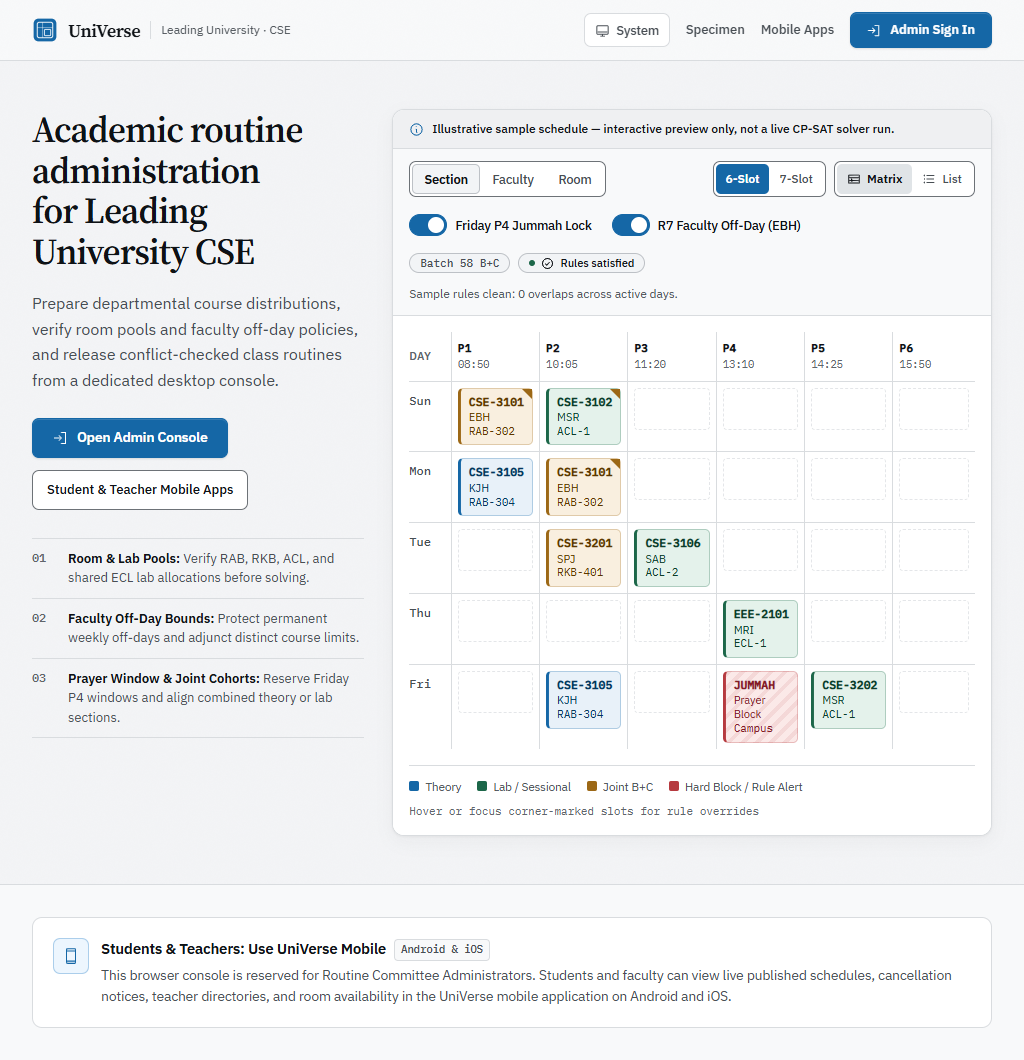 UniVerse
Leading University · CSE
System
Specimen
Mobile Apps
Admin Sign In
Academic routine
administration
for Leading
University CSE
Prepare departmental course distributions,
verify room pools and faculty off-day policies,
and release conflict-checked class routines
from a dedicated desktop console.
Open Admin Console
Student & Teacher Mobile Apps
01 Room & Lab Pools: Verify RAB, RKB, ACL, and
shared ECL lab allocations before solving.
02 Faculty Off-Day Bounds: Protect permanent
weekly off-days and adjunct distinct course limits.
03 Prayer Window & Joint Cohorts: Reserve Friday
P4 windows and align combined theory or lab
sections.
Illustrative sample schedule — interactive preview only, not a live CP-SAT solver run.
Section Faculty Room
6-Slot 7-Slot
Matrix List
Friday P4 Jummah Lock
R7 Faculty Off-Day (EBH)
Batch 58 B+C
Rules satisfied
Sample rules clean: 0 overlaps across active days.
DAY
P1 08:50
P2 10:05
P3 11:20
P4 13:10
P5 14:25
P6 15:50
Sun
CSE-3101
EBH
RAB-302
CSE-3102
MSR
ACL-1
Mon
CSE-3105
KJH
RAB-304
CSE-3101
EBH
RAB-302
Tue
CSE-3201
SPJ
RKB-401
CSE-3106
SAB
ACL-2
Thu
EEE-2101
MRI
ECL-1
Fri
CSE-3105
KJH
RAB-304
JUMMAH
Prayer
Block
Campus
CSE-3202
MSR
ACL-1
Theory
Lab / Sessional
Joint B+C
Hard Block / Rule Alert
Hover or focus corner-marked slots for rule overrides
Students & Teachers: Use UniVerse Mobile
Android & iOS
This browser console is reserved for Routine Committee Administrators. Students and faculty can view live published schedules, cancellation
notices, teacher directories, and room availability in the UniVerse mobile application on Android and iOS.